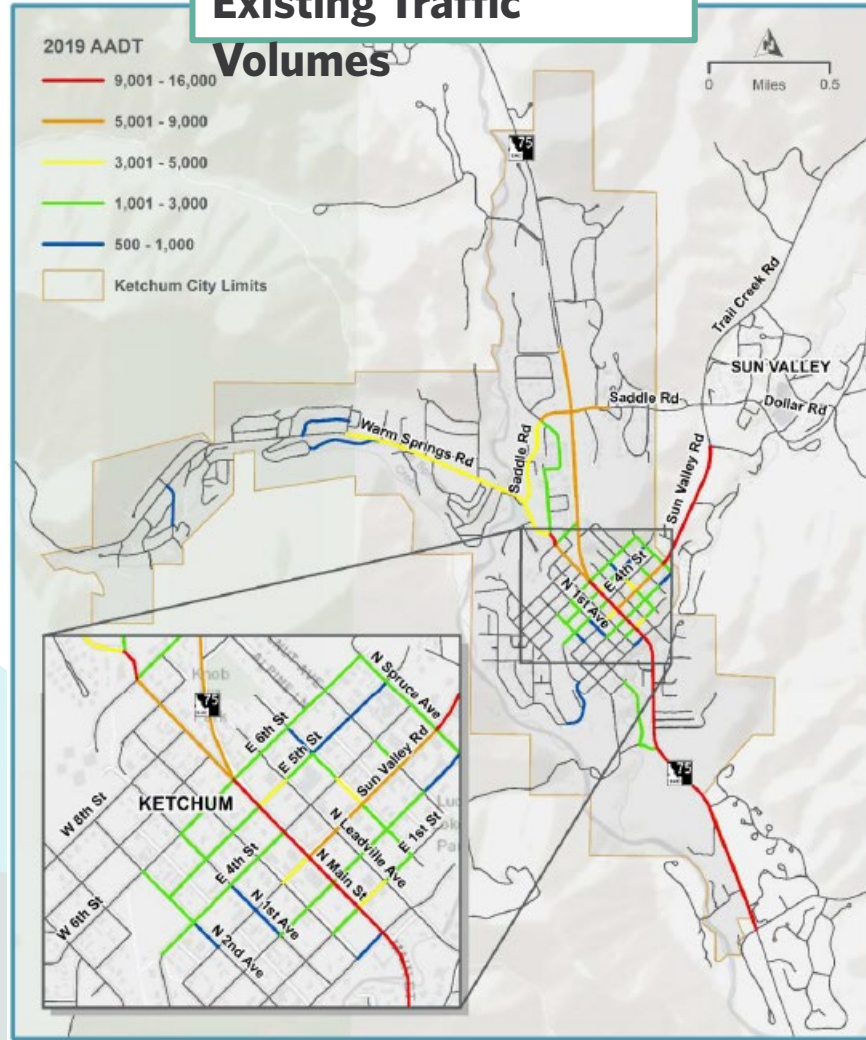 Existing Traffic
Volumes
2019 AADT
9,001 - 16,000
5,001 - 9,000
3,001 - 5,000
1,001 - 3,000
500 - 1,000
Ketchum City Limits
N
0 Miles 0.5
75
Trail Creek Rd
SUN VALLEY
Saddle Rd
Dollar Rd
Warm Springs Rd
Saddle Rd
Sun Valley Rd
E 4th St
N 1st Ave
75
Knob
75
N Spruce Ave
E 6th St
E 5th St
Sun Valley Rd
KETCHUM
W 8th St
N Leadville Ave
E 1st St
E 4th St
N Main St
W 6th St
N 1st Ave
N 2nd Ave